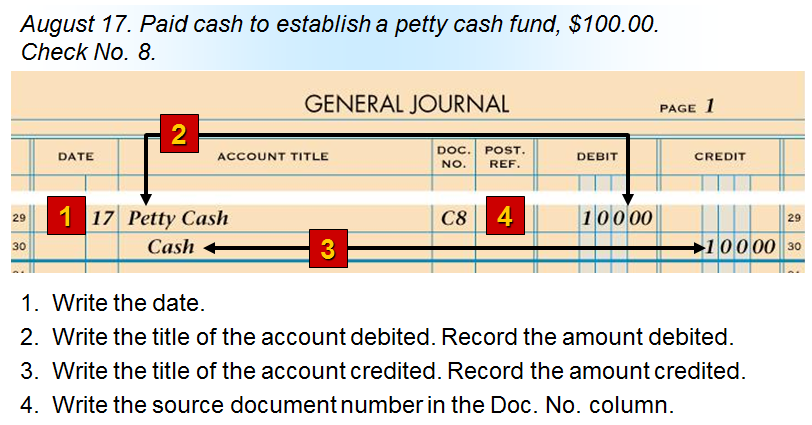 August 17. Paid cash to establish a petty cash fund, $100.00.
Check No. 8.
GENERAL JOURNAL PAGE 1
2
DATE ACCOUNT TITLE DOC. NO. POST. REF. DEBIT CREDIT
29 1 17 Petty Cash C8 4 100 00 29
30 Cash 3 100 00 30
1. Write the date.
2. Write the title of the account debited. Record the amount debited.
3. Write the title of the account credited. Record the amount credited.
4. Write the source document number in the Doc. No. column.